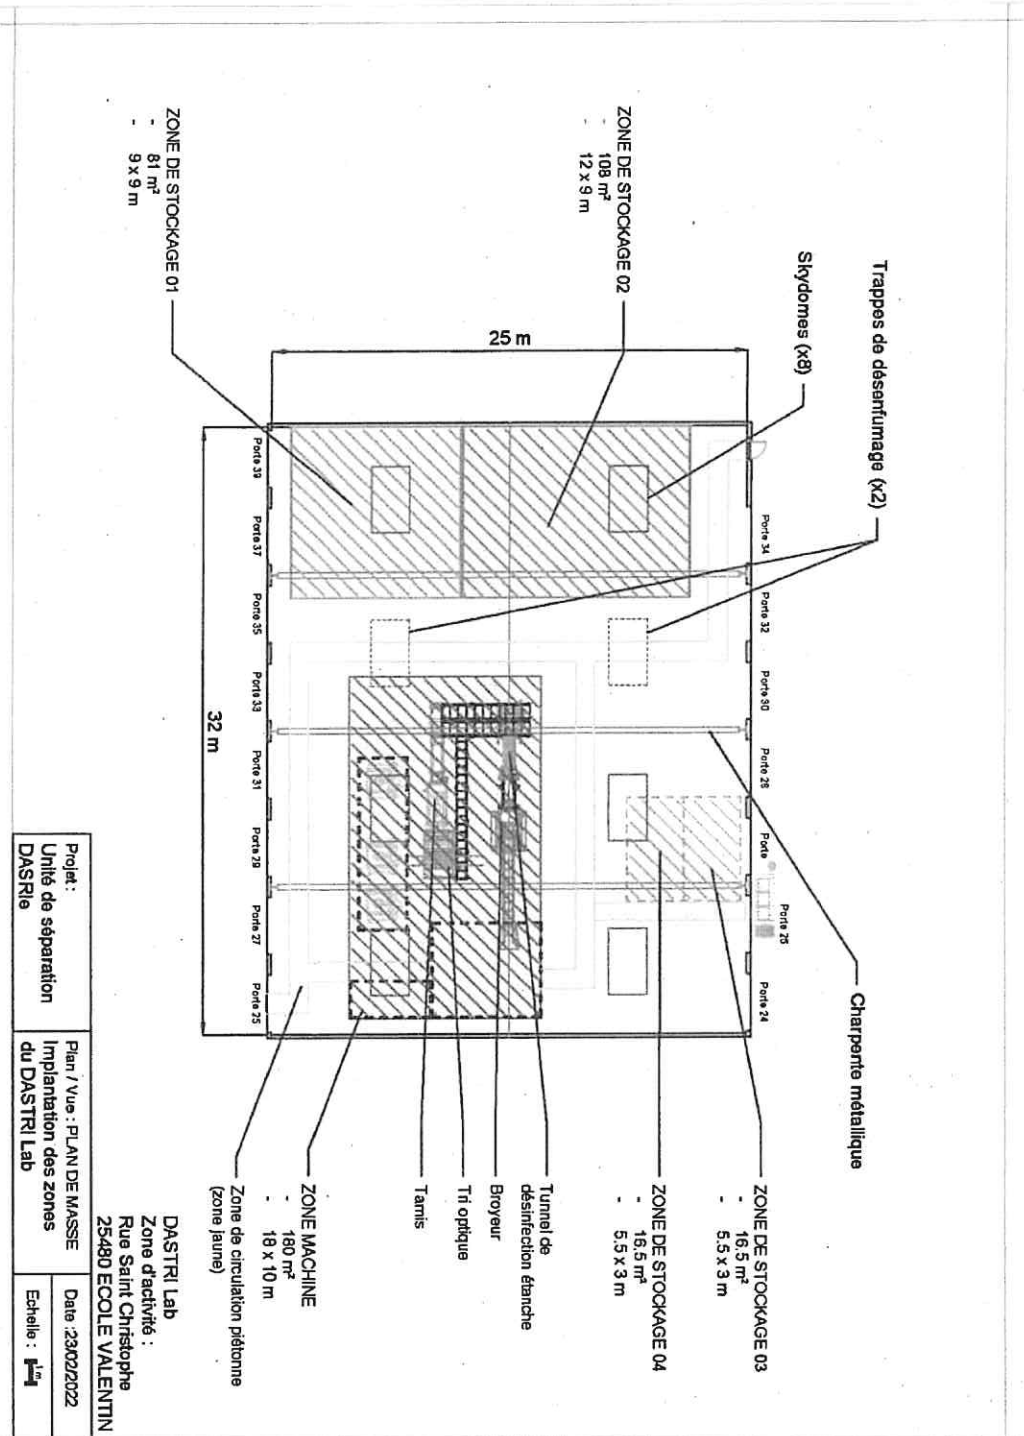 Trappes de désenfumage (x2)
Skydomes (x8)
ZONE DE STOCKAGE 02
- 108 m²
- 12 x 9 m
ZONE DE STOCKAGE 01
- 81 m²
- 9 x 9 m
25 m
32 m
Porte 34
Porte 32
Porte 30
Porte 28
Porte
Porte 26
Porte 24
Porte 39
Porte 37
Porte 35
Porte 33
Porte 31
Porte 29
Porte 27
Porte 25
Charpente métallique
ZONE DE STOCKAGE 03
- 16,5 m²
- 5.5 x 3 m
ZONE DE STOCKAGE 04
- 16,5 m²
- 5.5 x 3 m
Tunnel de
désinfection étanche
Broyeur
Tri optique
Tamis
ZONE MACHINE
- 180 m²
- 18 x 10 m
Zone de circulation piétonne
(zone jaune)
DASTRI Lab
Zone d'activité :
Rue Saint Christophe
25480 ECOLE VALENTIN
Projet :
Unité de séparation
DASRIe
Plan / Vue : PLAN DE MASSE
Implantation des zones
du DASTRI Lab
Date :23/02/2022
Echelle : 1m